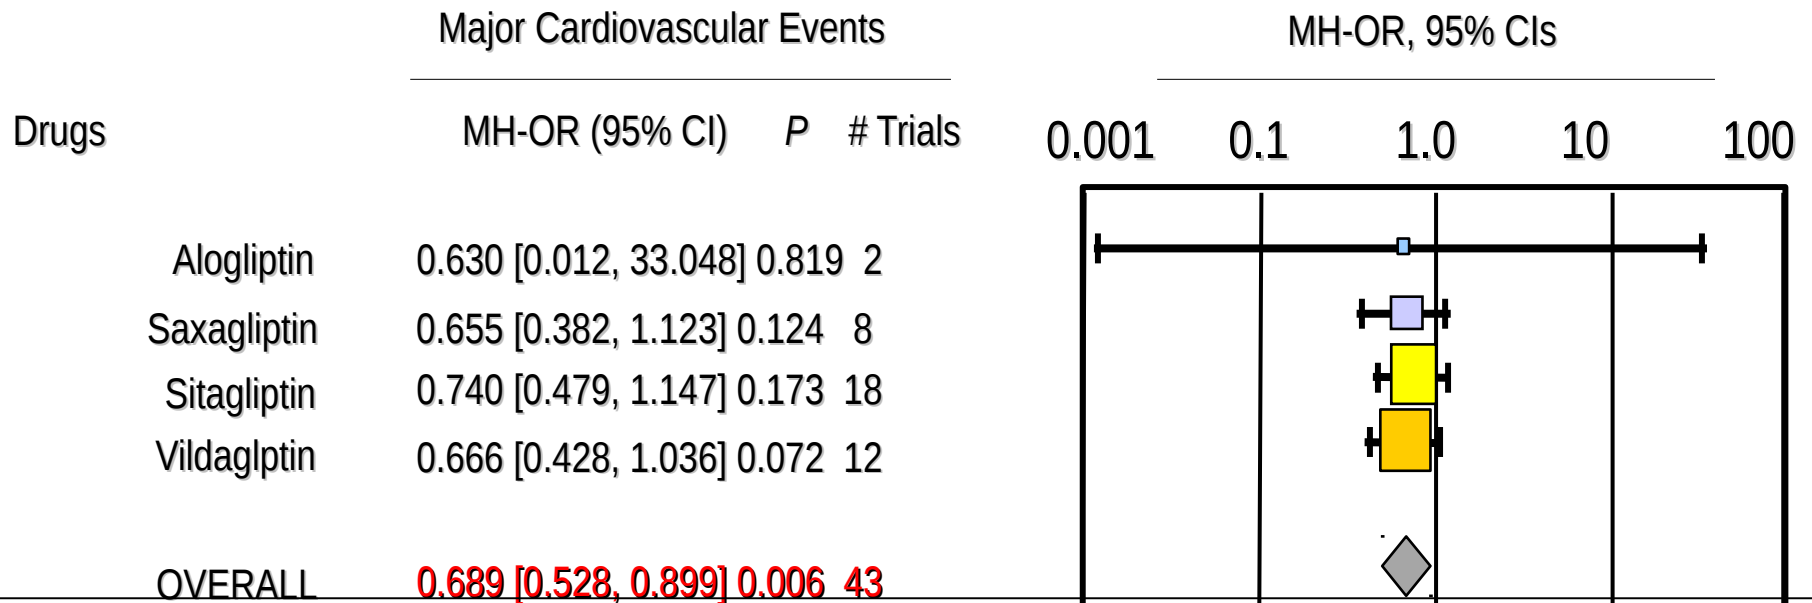 Major Cardiovascular Events MH-OR, 95% CIs
Drugs MH-OR (95% CI) P # Trials 0.001 0.1 1.0 10 100
Alogliptin 0.630 [0.012, 33.048] 0.819 2
Saxagliptin 0.655 [0.382, 1.123] 0.124 8
Sitagliptin 0.740 [0.479, 1.147] 0.173 18
Vildaglptin 0.666 [0.428, 1.036] 0.072 12
OVERALL 0.689 [0.528, 0.899] 0.006 43